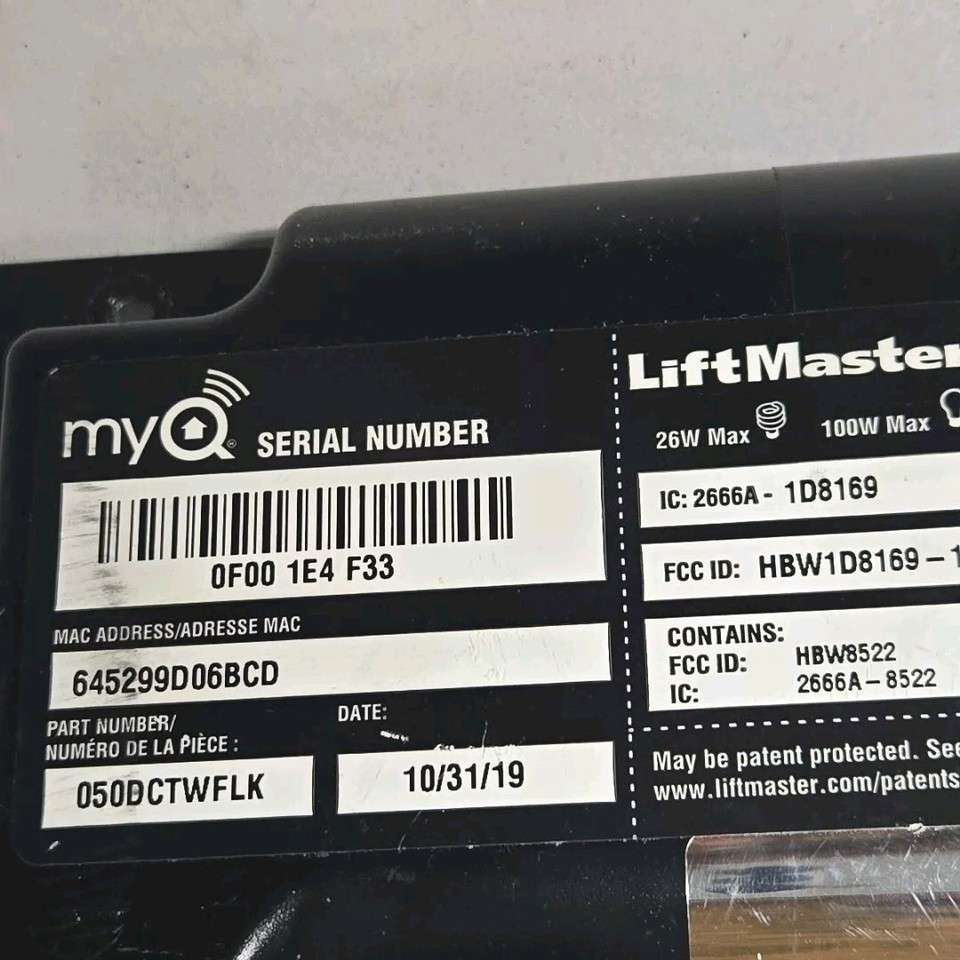 myQ® SERIAL NUMBER
0F00 1E4 F33
MAC ADDRESS/ADRESSE MAC
645299D06BCD
PART NUMBER/
NUMÉRO DE LA PIÈCE :
050DCTWFLK
DATE:
10/31/19
LiftMaster
26W Max 100W Max
IC: 2666A - 1D8169
FCC ID: HBW1D8169 – 1
CONTAINS:
FCC ID: HBW8522
IC: 2666A – 8522
May be patent protected. See
www.liftmaster.com/patents